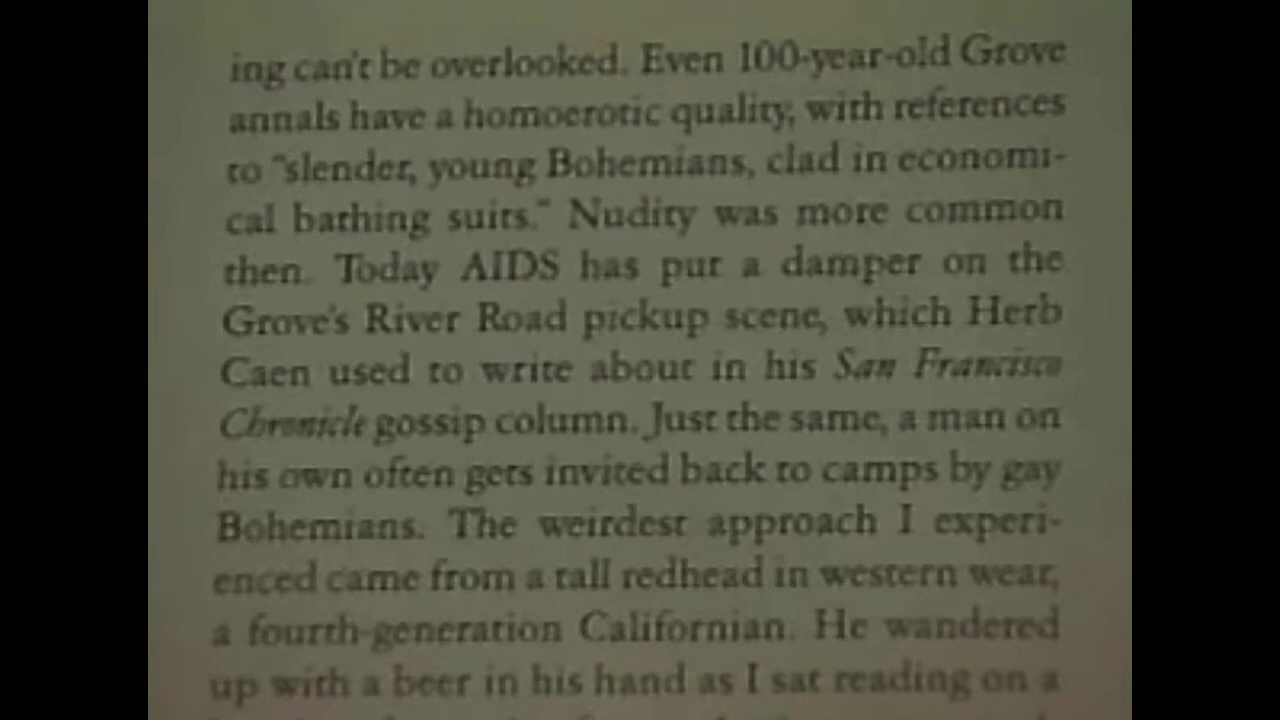 ing can't be overlooked. Even 100-year-old Grove
annals have a homoerotic quality, with references
to "slender, young Bohemians, clad in economi-
cal bathing suits." Nudity was more common
then. Today AIDS has put a damper on the
Grove's River Road pickup scene, which Herb
Caen used to write about in his San Francisco
Chronicle gossip column. Just the same, a man on
his own often gets invited back to camps by gay
Bohemians. The weirdest approach I experi-
enced came from a tall redhead in western wear,
a fourth-generation Californian. He wandered
up with a beer in his hand as I sat reading on a